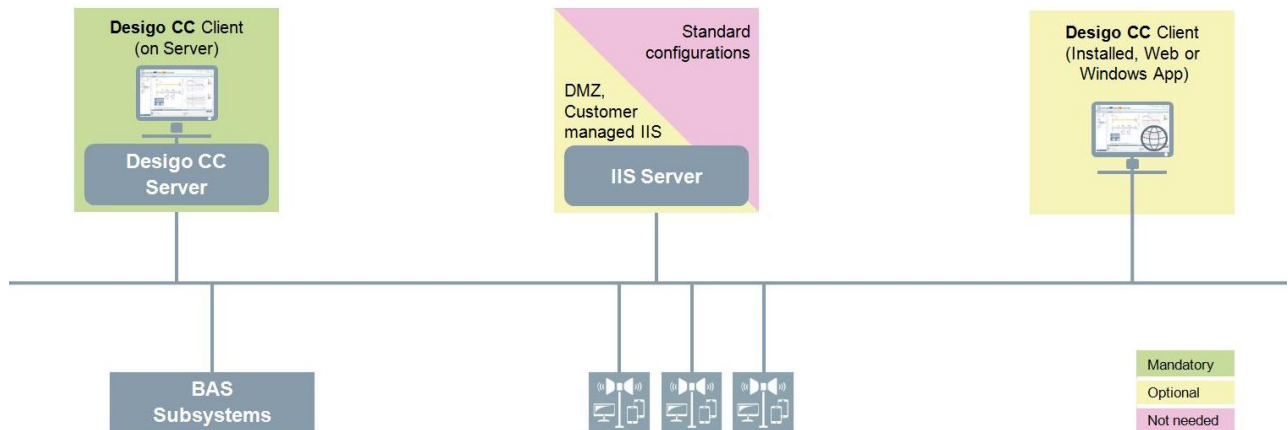 Desigo CC Client
(on Server)
Desigo CC
Server
Standard
configurations
DMZ,
Customer
managed IIS
IIS Server
Desigo CC Client
(Installed, Web or
Windows App)
BAS
Subsystems
Mandatory
Optional
Not needed